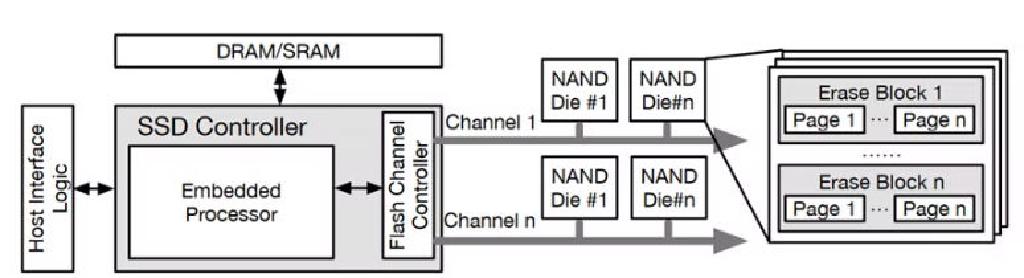 DRAM/SRAM
Host Interface
Logic
SSD Controller
Embedded
Processor
Flash Channel
Controller
Channel 1
NAND
Die #1
NAND
Die#n
Channel n
NAND
Die #1
NAND
Die#n
Erase Block 1
Page 1 ... Page n
......
Erase Block n
Page 1 ... Page n